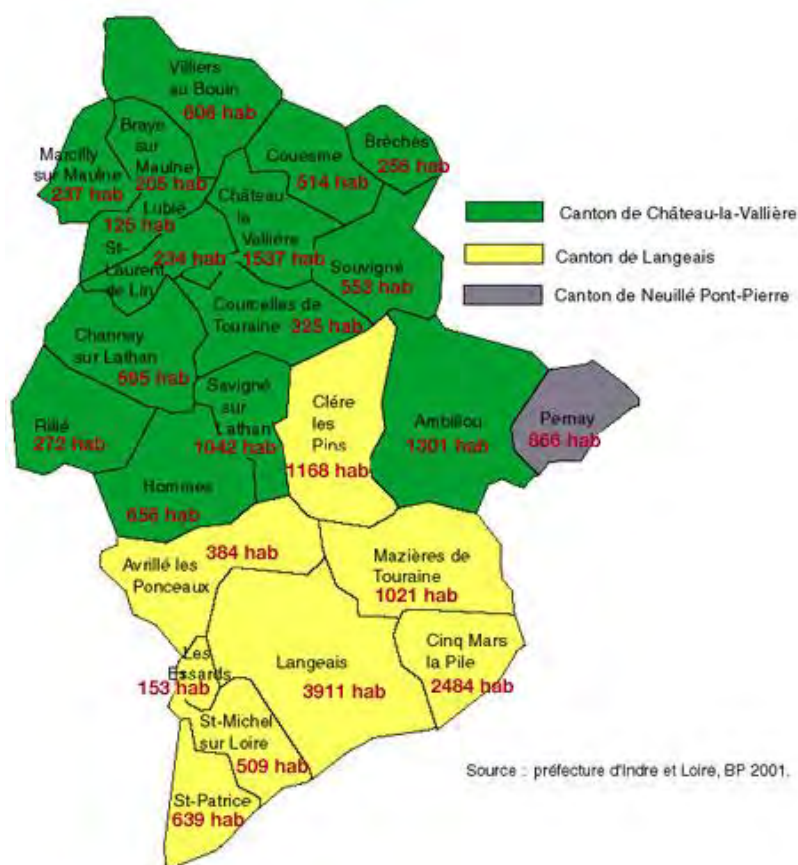 Villiers
au Bouin
606 hab
Braye
sur
Maulne
205 hab
Marcilly
sur Maulne
237 hab
Couesme
514 hab
Brèches
256 hab
Lublé
125 hab
Château
la
Vallière
1537 hab
St-
Laurent
de Lin
234 hab
Souvigné
553 hab
Courcelles de
Touraine 325 hab
Channay
sur Lathan
595 hab
Savigné
sur
Lathan
1042 hab
Rillé
272 hab
Hommes
656 hab
Clére
les
Pins
1168 hab
Ambillou
1301 hab
Pernay
866 hab
Canton de Château-la-Vallière
Canton de Langeais
Canton de Neuillé Pont-Pierre
384 hab
Avrillé les
Ponceaux
Mazières de
Touraine
1021 hab
Les
Essards
153 hab
Langeais
3911 hab
Cinq Mars
la Pile
2484 hab
St-Michel
sur Loire
509 hab
St-Patrice
639 hab
Source : préfecture d'Indre et Loire, BP 2001.